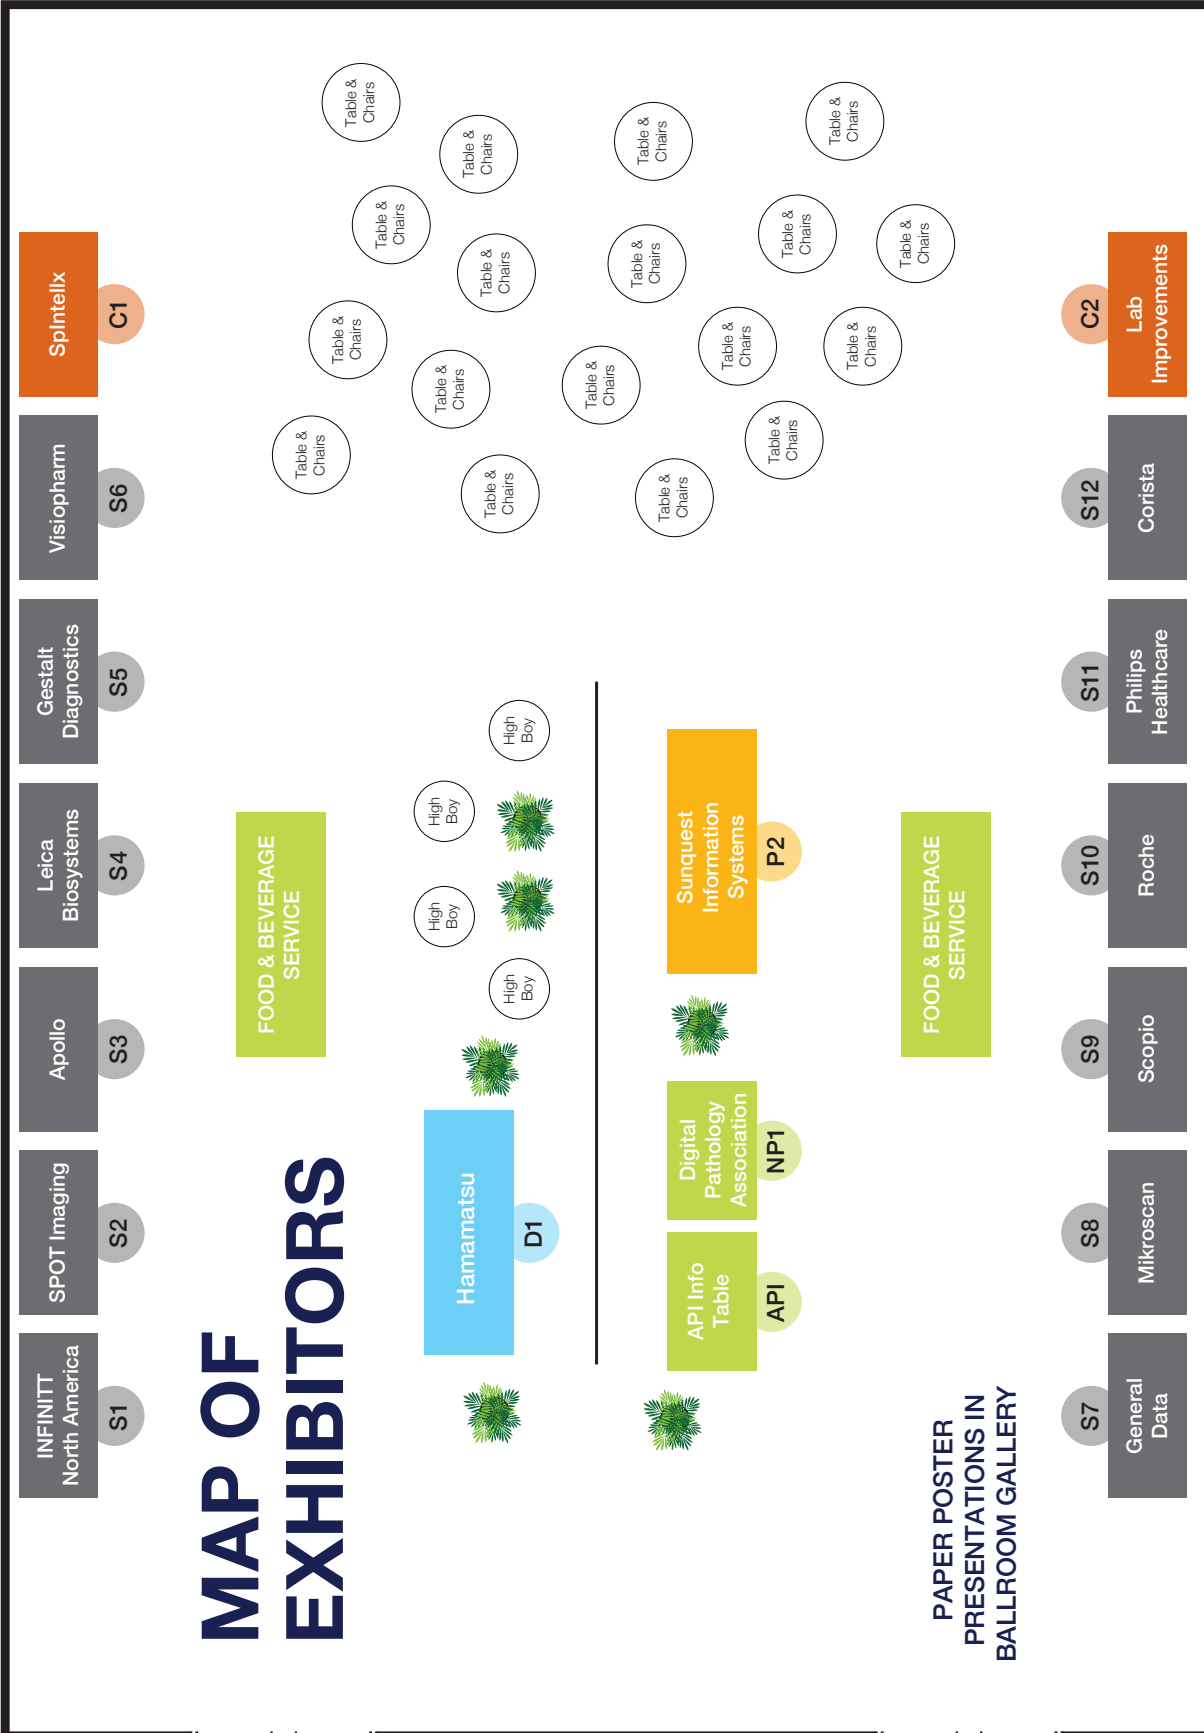 INFINITT
North America
S1
SPOT Imaging
S2
Apollo
S3
Leica
Biosystems
S4
Gestalt
Diagnostics
S5
Visiopharm
S6
SpIntellx
C1
MAP OF
EXHIBITORS
FOOD & BEVERAGE
SERVICE
Hamamatsu
D1
High
Boy
High
Boy
High
Boy
High
Boy
Table &
Chairs
Table &
Chairs
Table &
Chairs
Table &
Chairs
Table &
Chairs
Table &
Chairs
Table &
Chairs
Table &
Chairs
Table &
Chairs
Table &
Chairs
Table &
Chairs
Table &
Chairs
Table &
Chairs
Table &
Chairs
Table &
Chairs
Table &
Chairs
Table &
Chairs
Table &
Chairs
API Info
Table
API
Digital
Pathology
Association
NP1
Sunquest
Information
Systems
P2
FOOD & BEVERAGE
SERVICE
PAPER POSTER
PRESENTATIONS IN
BALLROOM GALLERY
S7
General
Data
S8
Mikroscan
S9
Scopio
S10
Roche
S11
Philips
Healthcare
S12
Corista
C2
Lab
Improvements